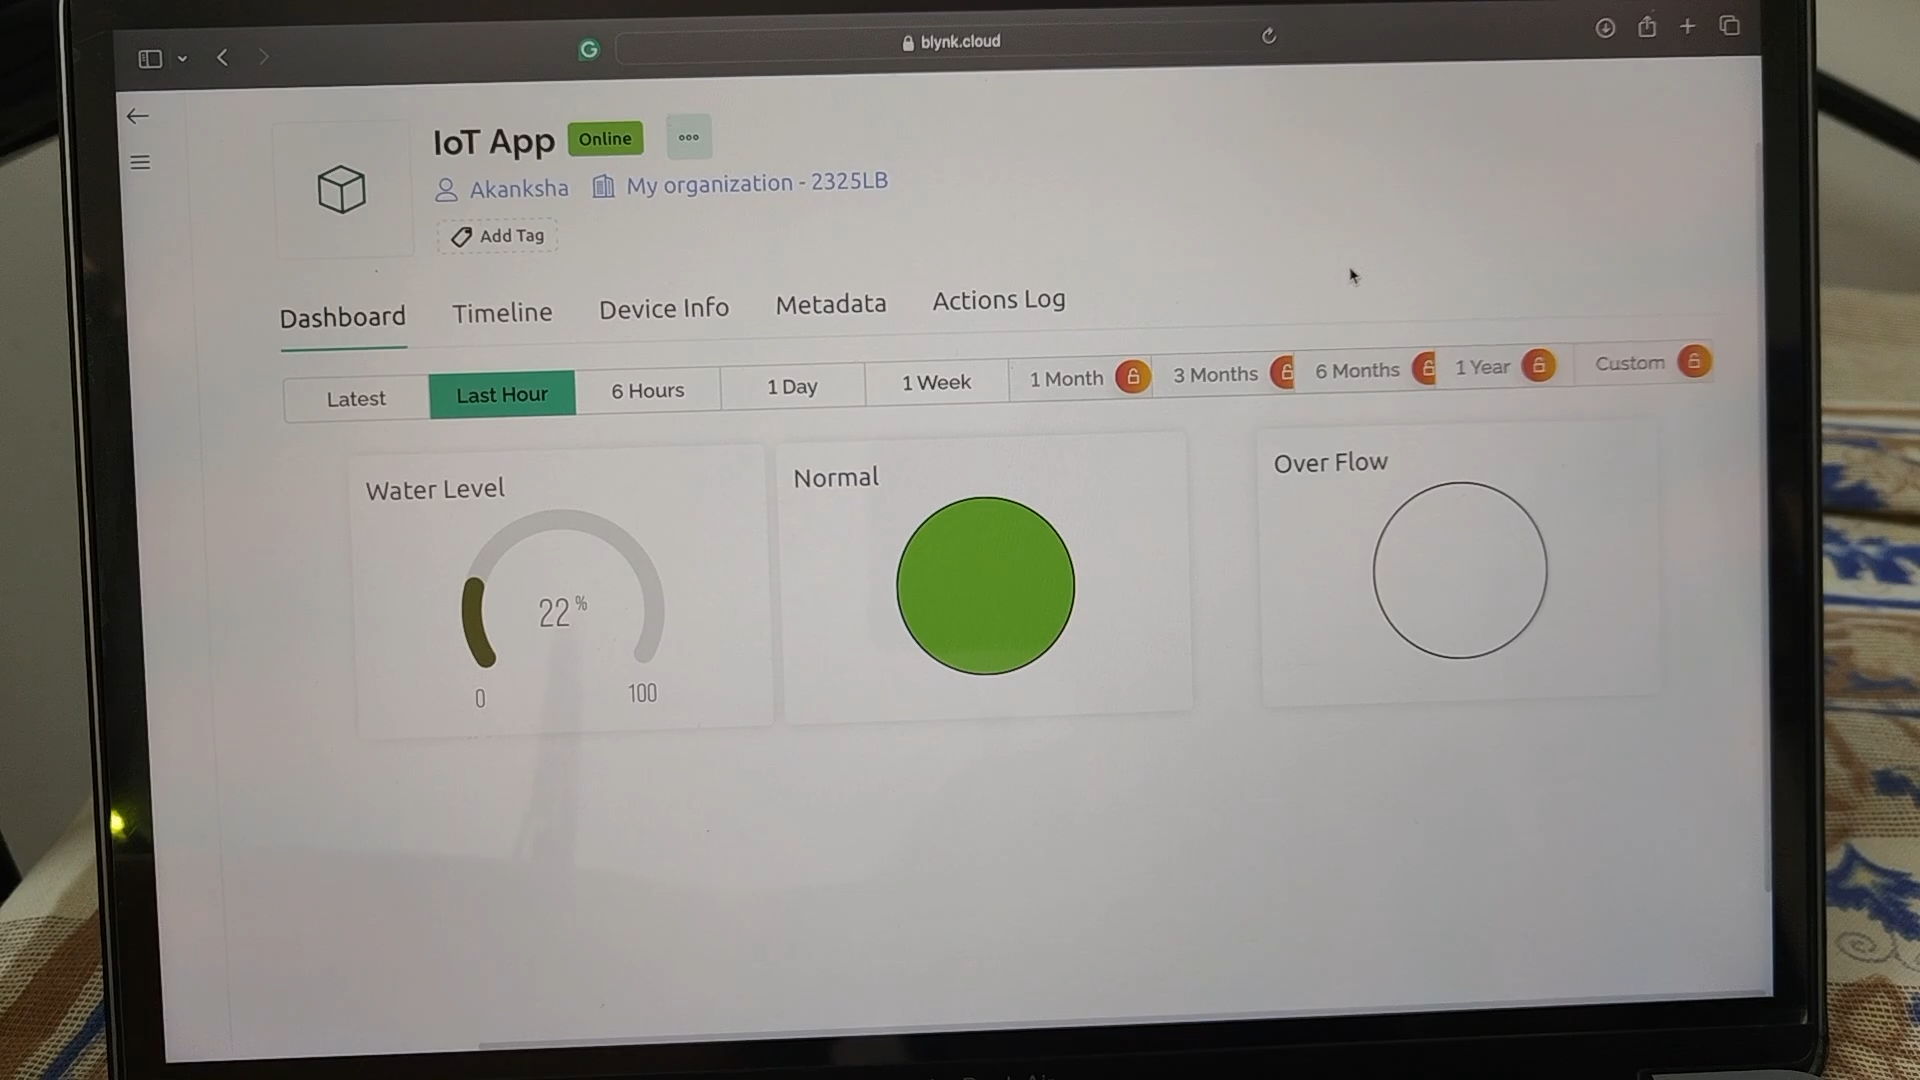 blynk.cloud
IoT App Online
Akanksha My organization - 2325LB
Add Tag
Dashboard Timeline Device Info Metadata Actions Log
Latest Last Hour 6 Hours 1 Day 1 Week 1 Month 3 Months 6 Months 1 Year Custom
Water Level
22 %
0 100
Normal
Over Flow